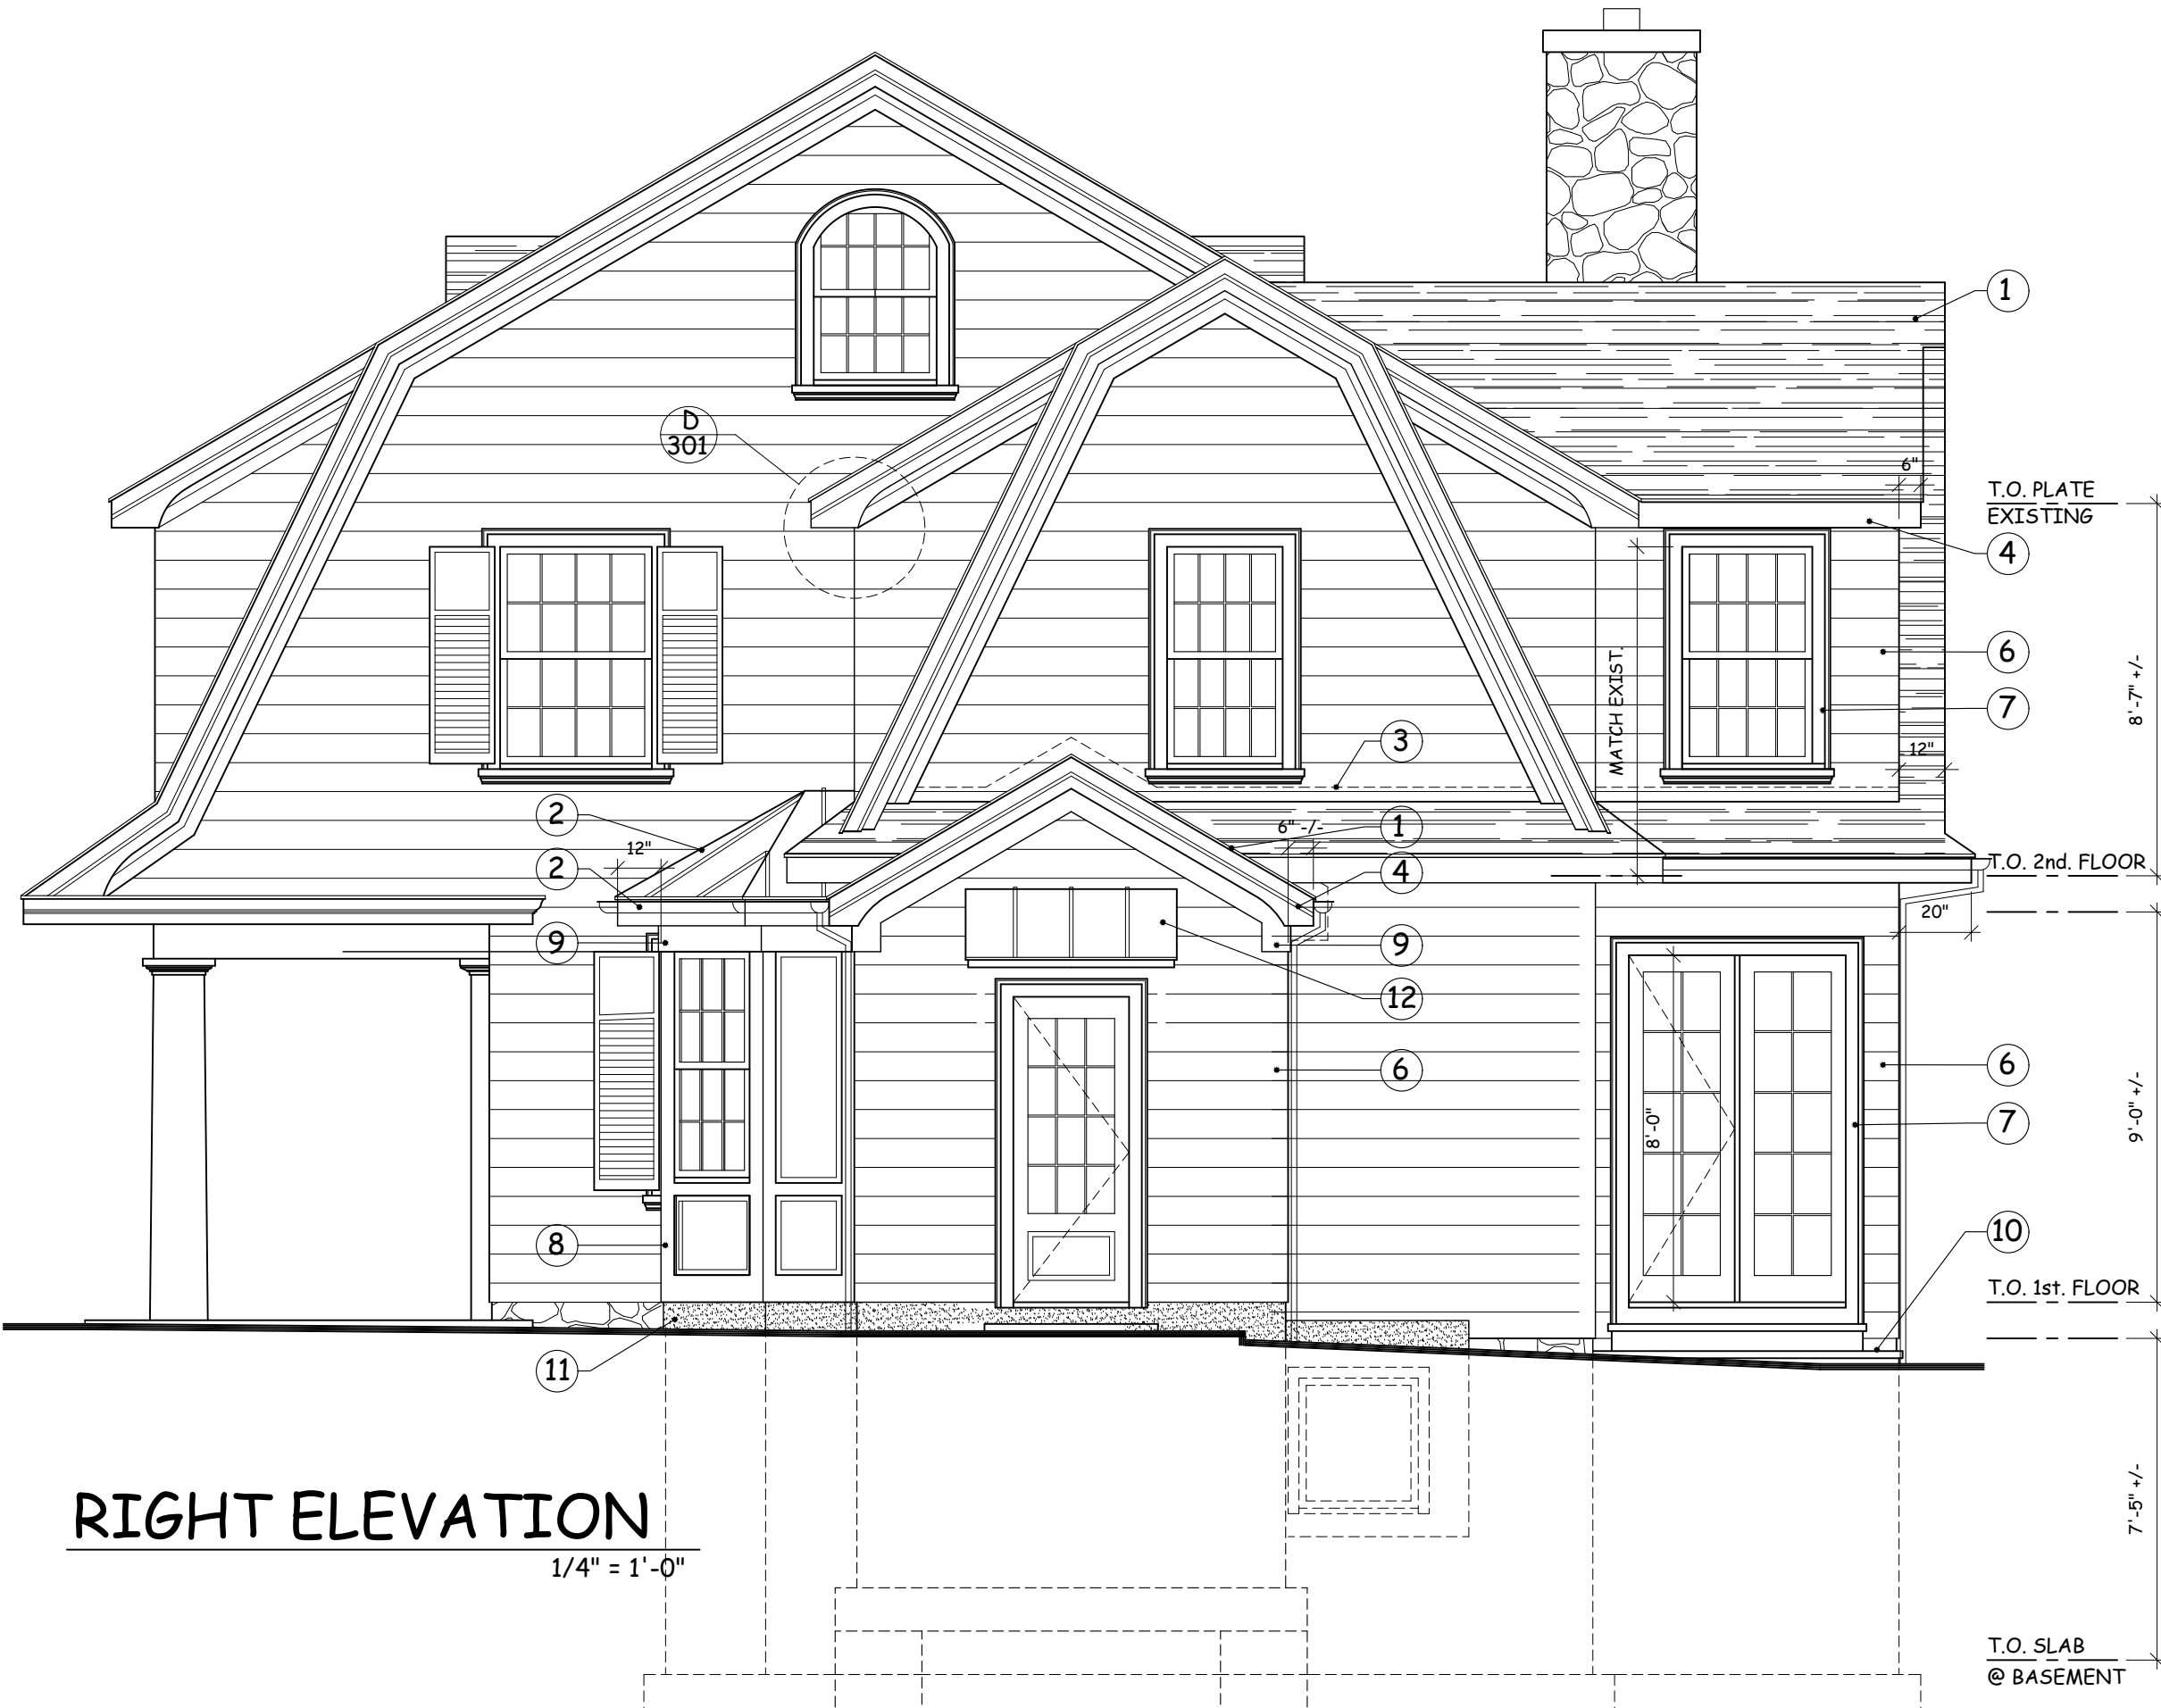 1
D
301
6"
T.O. PLATE
EXISTING
4
MATCH EXIST.
6
8'-7" +/-
7
3
12"
2
6" -/-
1
12"
2
4
T.O. 2nd. FLOOR
20"
9
9
12
6
6
9'-0" +/-
8'-0"
7
8
10
T.O. 1st. FLOOR
11
RIGHT ELEVATION
1/4" = 1'-0"
7'-5" +/-
T.O. SLAB
@ BASEMENT